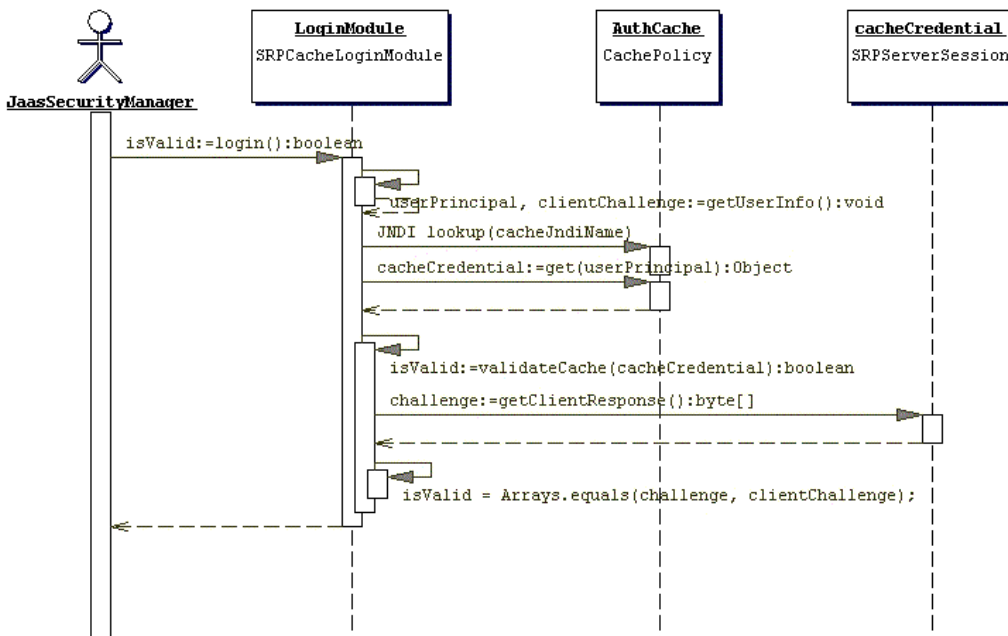 LoginModule
SRPCacheLoginModule
AuthCache
CachePolicy
cacheCredential
SRPServerSession
JaasSecurityManager
isValid:=login():boolean
userPrincipal, clientChallenge:=getUserInfo():void
JNDI lookup(cacheJndiName)
cacheCredential:=get(userPrincipal):Object
isValid:=validateCache(cacheCredential):boolean
challenge:=getClientResponse():byte[]
isValid = Arrays.equals(challenge, clientChallenge);